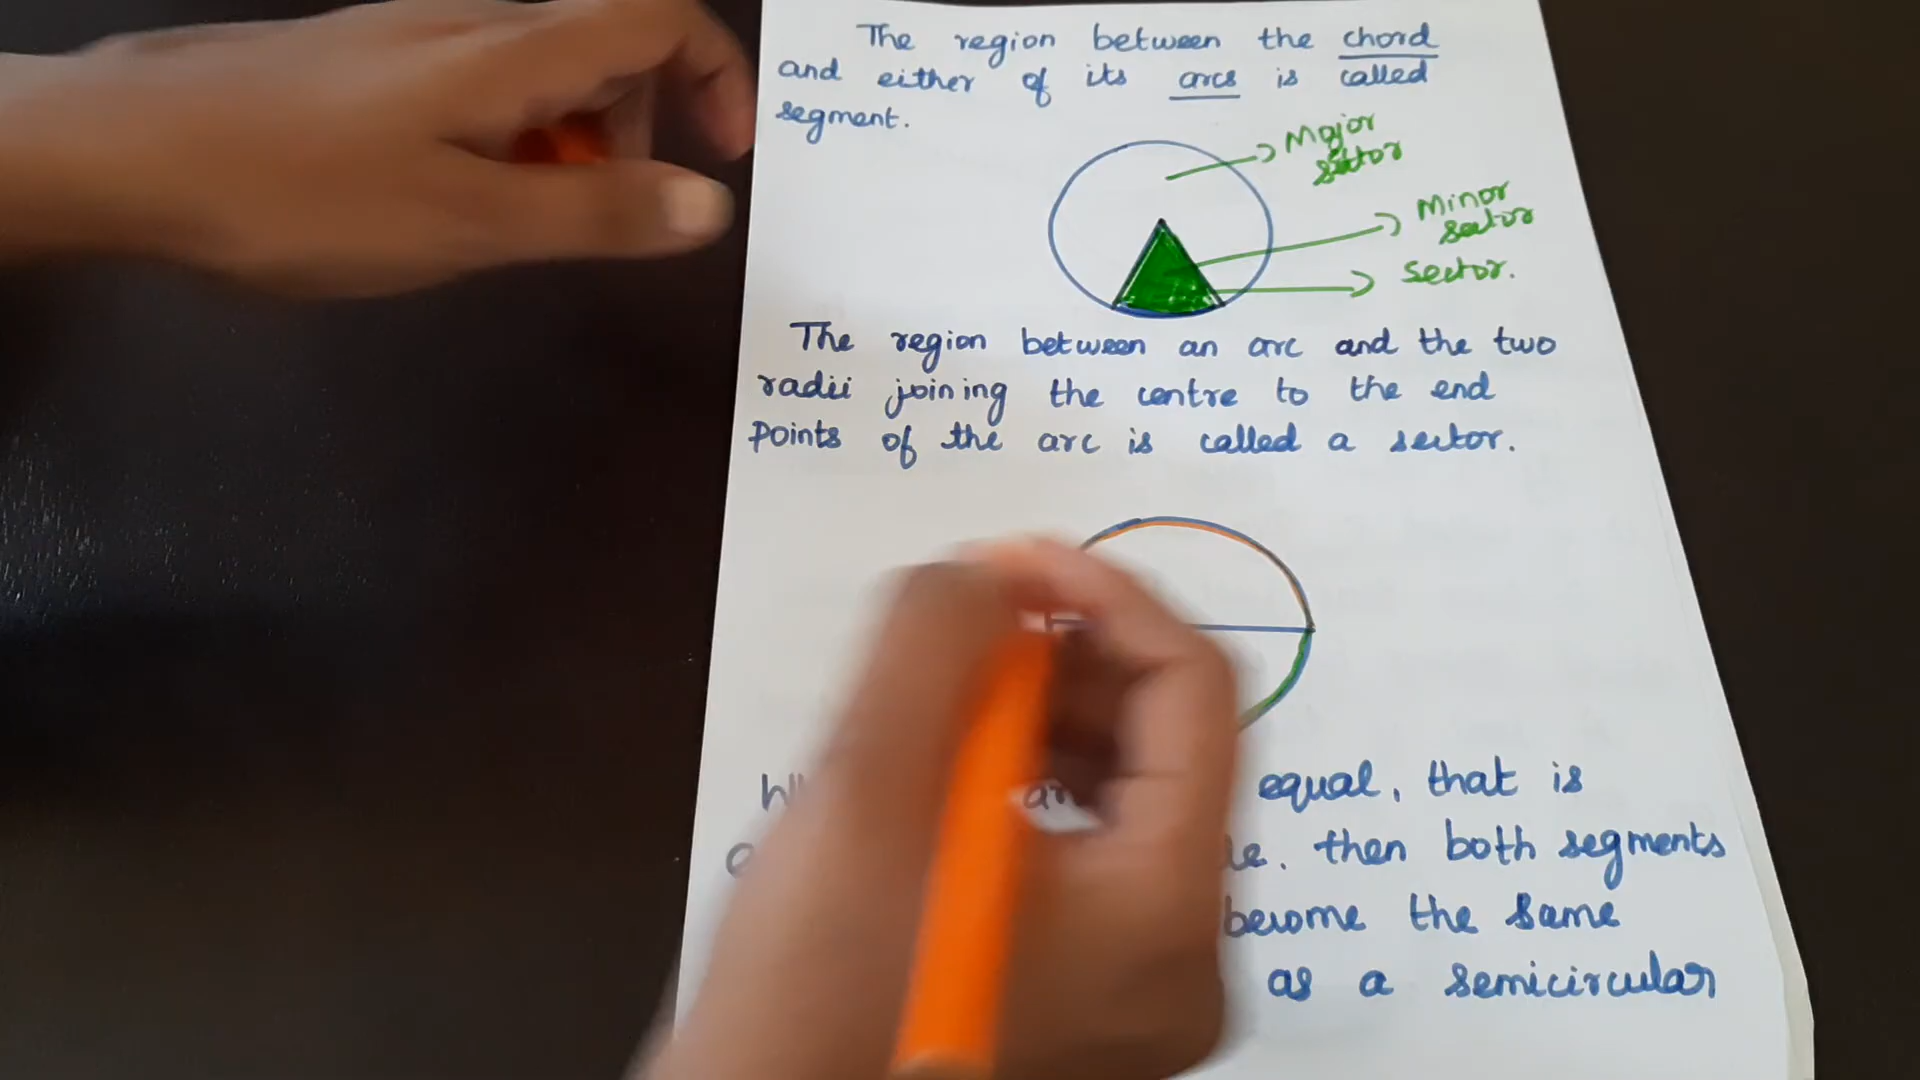 The region between the chord
and either of its arcs is called
segment.
Major
sector
Minor
sector
sector.
The region between an arc and the two
radii joining the centre to the end
points of the arc is called a sector.
equal, that is
then both segments
become the same
as a semicircular